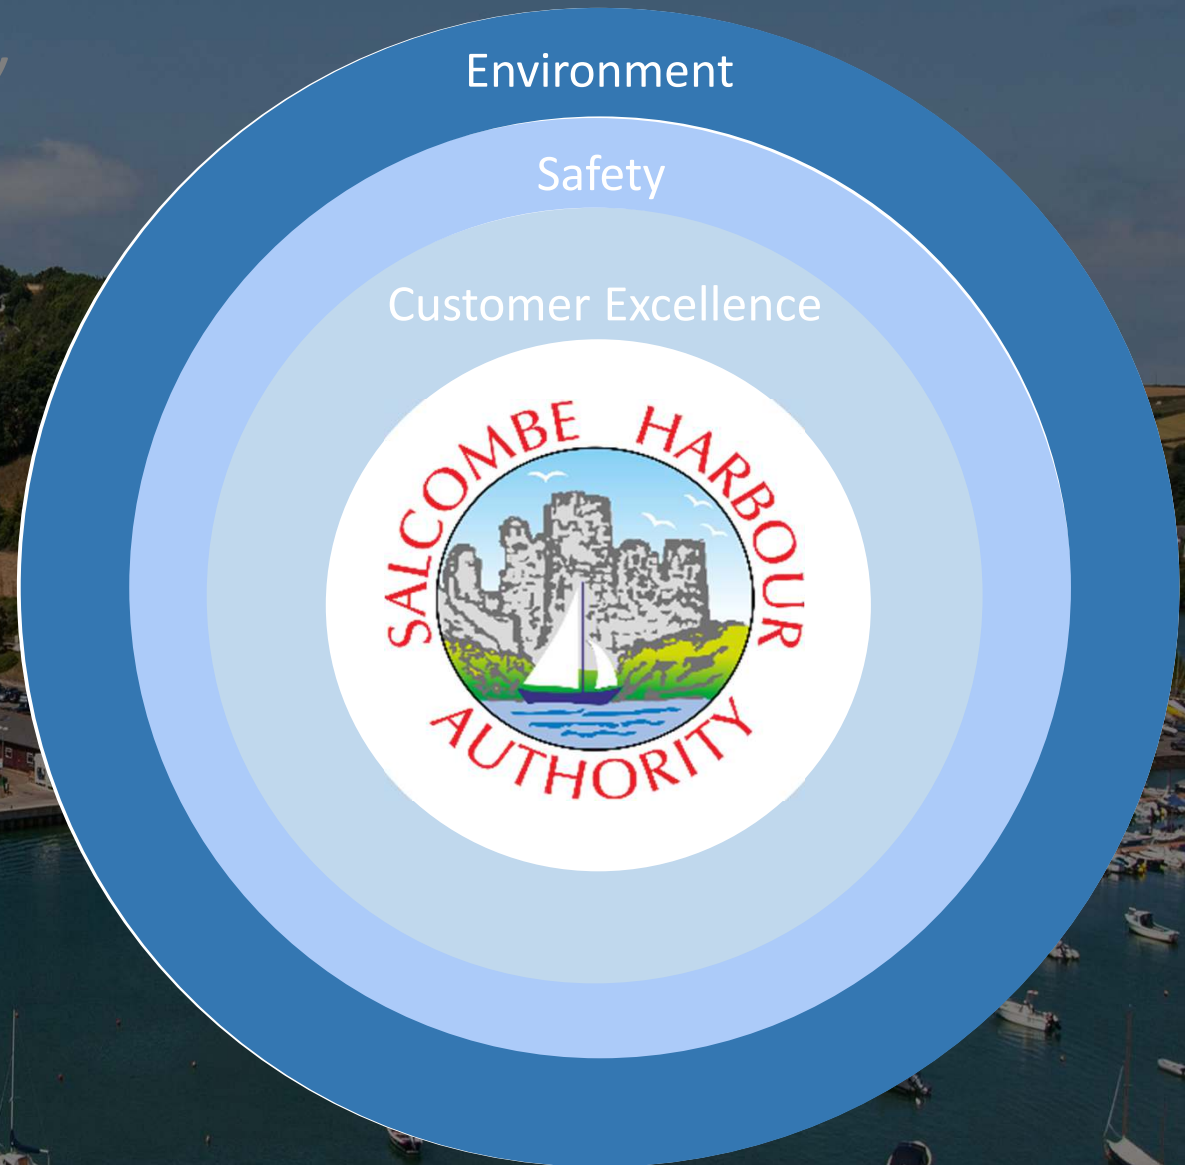 Environment
Safety
Customer Excellence
SALCOMBE HARBOUR
AUTHORITY